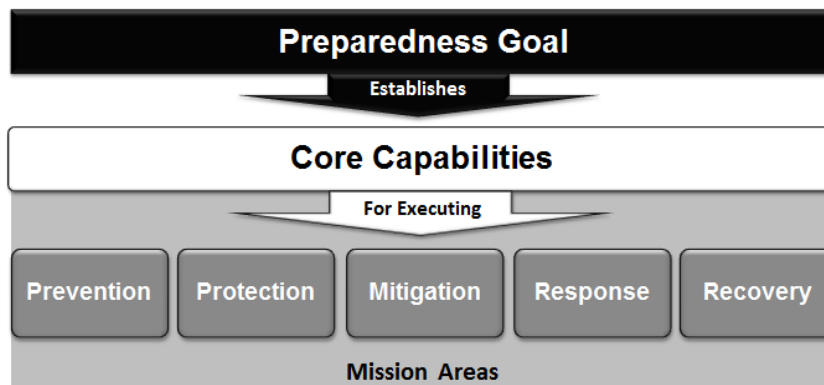 Preparedness Goal
Establishes
Core Capabilities
For Executing
Prevention
Protection
Mitigation
Response
Recovery
Mission Areas